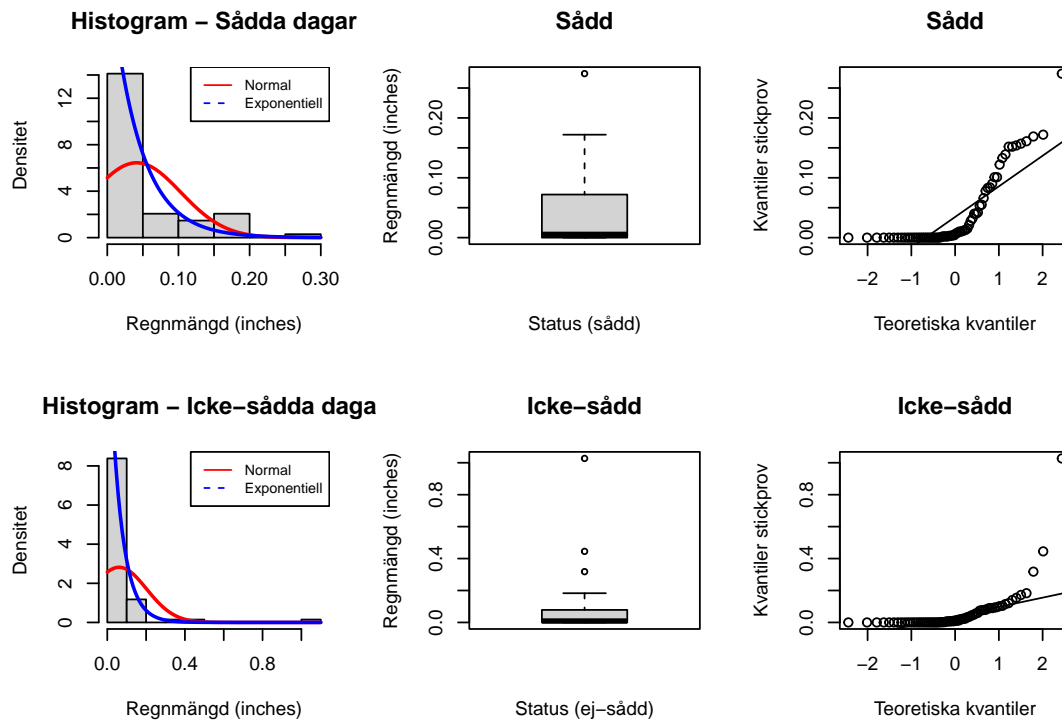 Histogram − Sådda dagar
Densitet
0 4 8 12
0.00 0.10 0.20 0.30
Regnmängd (inches)
Normal
Exponentiell
Sådd
Regnmängd (inches)
0.00 0.10 0.20
Status (sådd)
Sådd
Kvantiler stickprov
0.00 0.10 0.20
−2 −1 0 1 2
Teoretiska kvantiler
Histogram − Icke−sådda daga
Densitet
0 2 4 6 8
0.0 0.4 0.8
Regnmängd (inches)
Normal
Exponentiell
Icke−sådd
Regnmängd (inches)
0.0 0.4 0.8
Status (ej−sådd)
Icke−sådd
Kvantiler stickprov
0.0 0.4 0.8
−2 −1 0 1 2
Teoretiska kvantiler